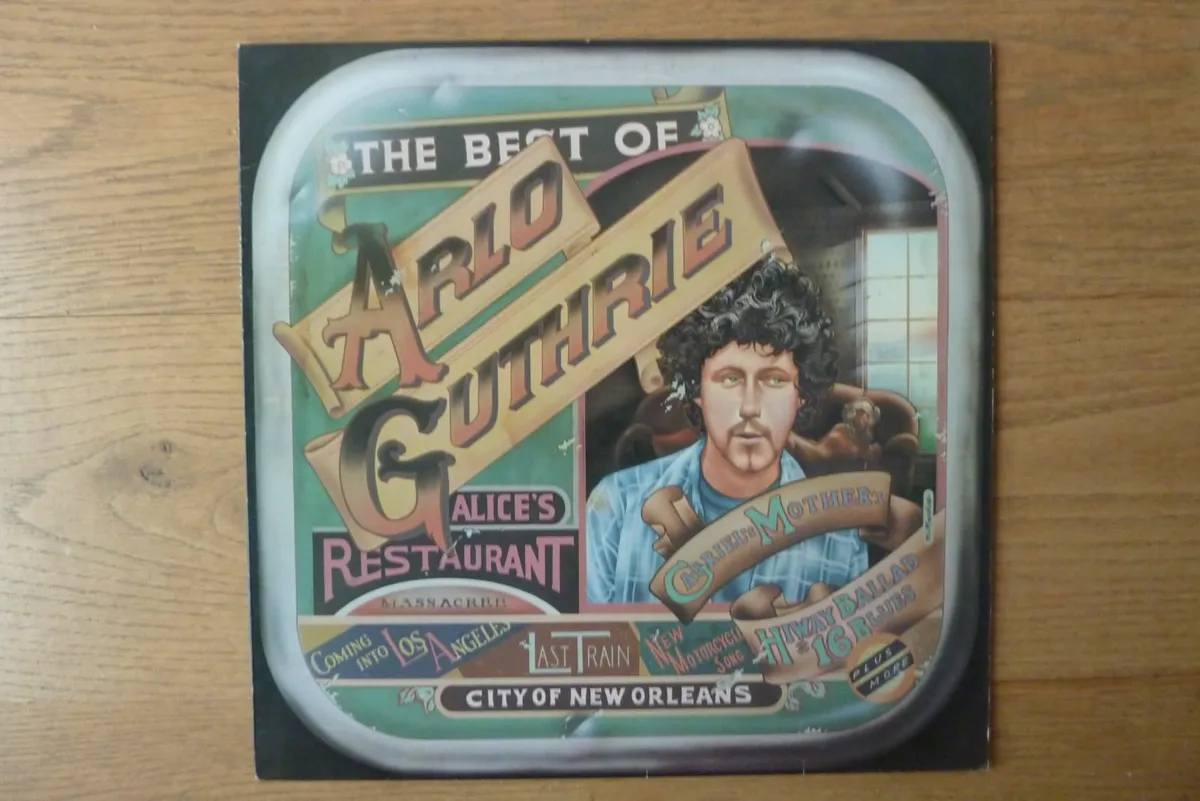 THE BEST OF
ARLO
GUTHRIE
ALICE'S
RESTAURANT
MASSACREE
GABRIEL'S MOTHER'S
HIWAY BALLAD
#16 BLUES
COMING
INTO LOS ANGELES
LAST TRAIN
NEW
MOTORCYCLE
SONG
PLUS
MORE
CITY OF NEW ORLEANS